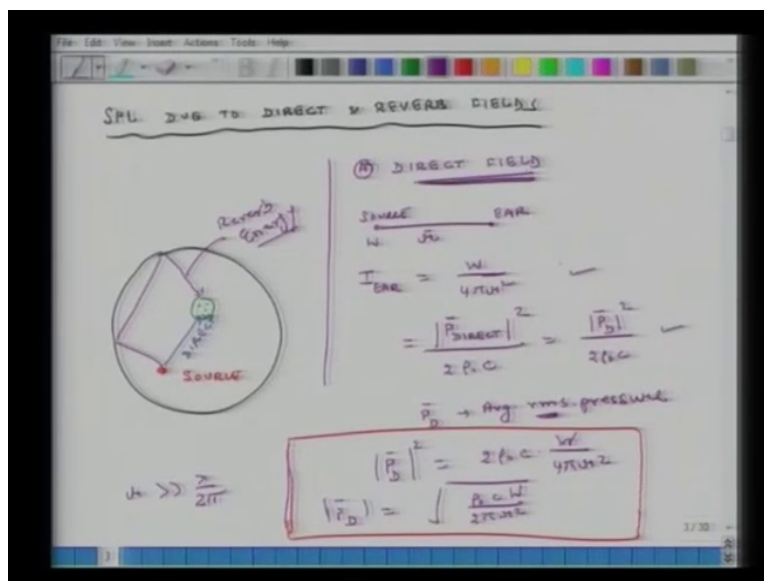 File Edit View Insert Actions Tools Help
SPL DUE TO DIRECT & REVERB FIELDS
Reverb
Energy
DIRECT
SOURCE
r >> λ/2π
(A) DIRECT FIELD
SOURCE EAR
W r
I_EAR = W/4πr² ✓
= |P̄_DIRECT|²/2ρ₀c = |P̄_D|²/2ρ₀c ✓
P̄_D → Avg rms pressure
|P̄_D|² = 2ρ₀c · W/4πr²
|P̄_D| = √(ρ₀cW/2πr²)
3
3/30